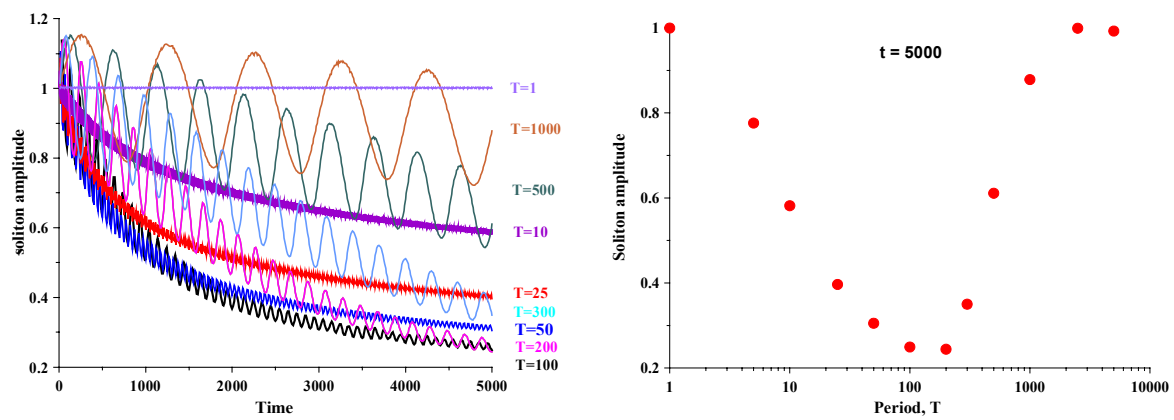 1.2
1
0.8
0.6
0.4
0.2
soliton amplitude
0
1000
2000
3000
4000
5000
Time
T=1
T=1000
T=500
T=10
T=25
T=300
T=50
T=200
T=100
1
0.8
0.6
0.4
0.2
Soliton amplitude
t = 5000
1
10
100
1000
10000
Period, T